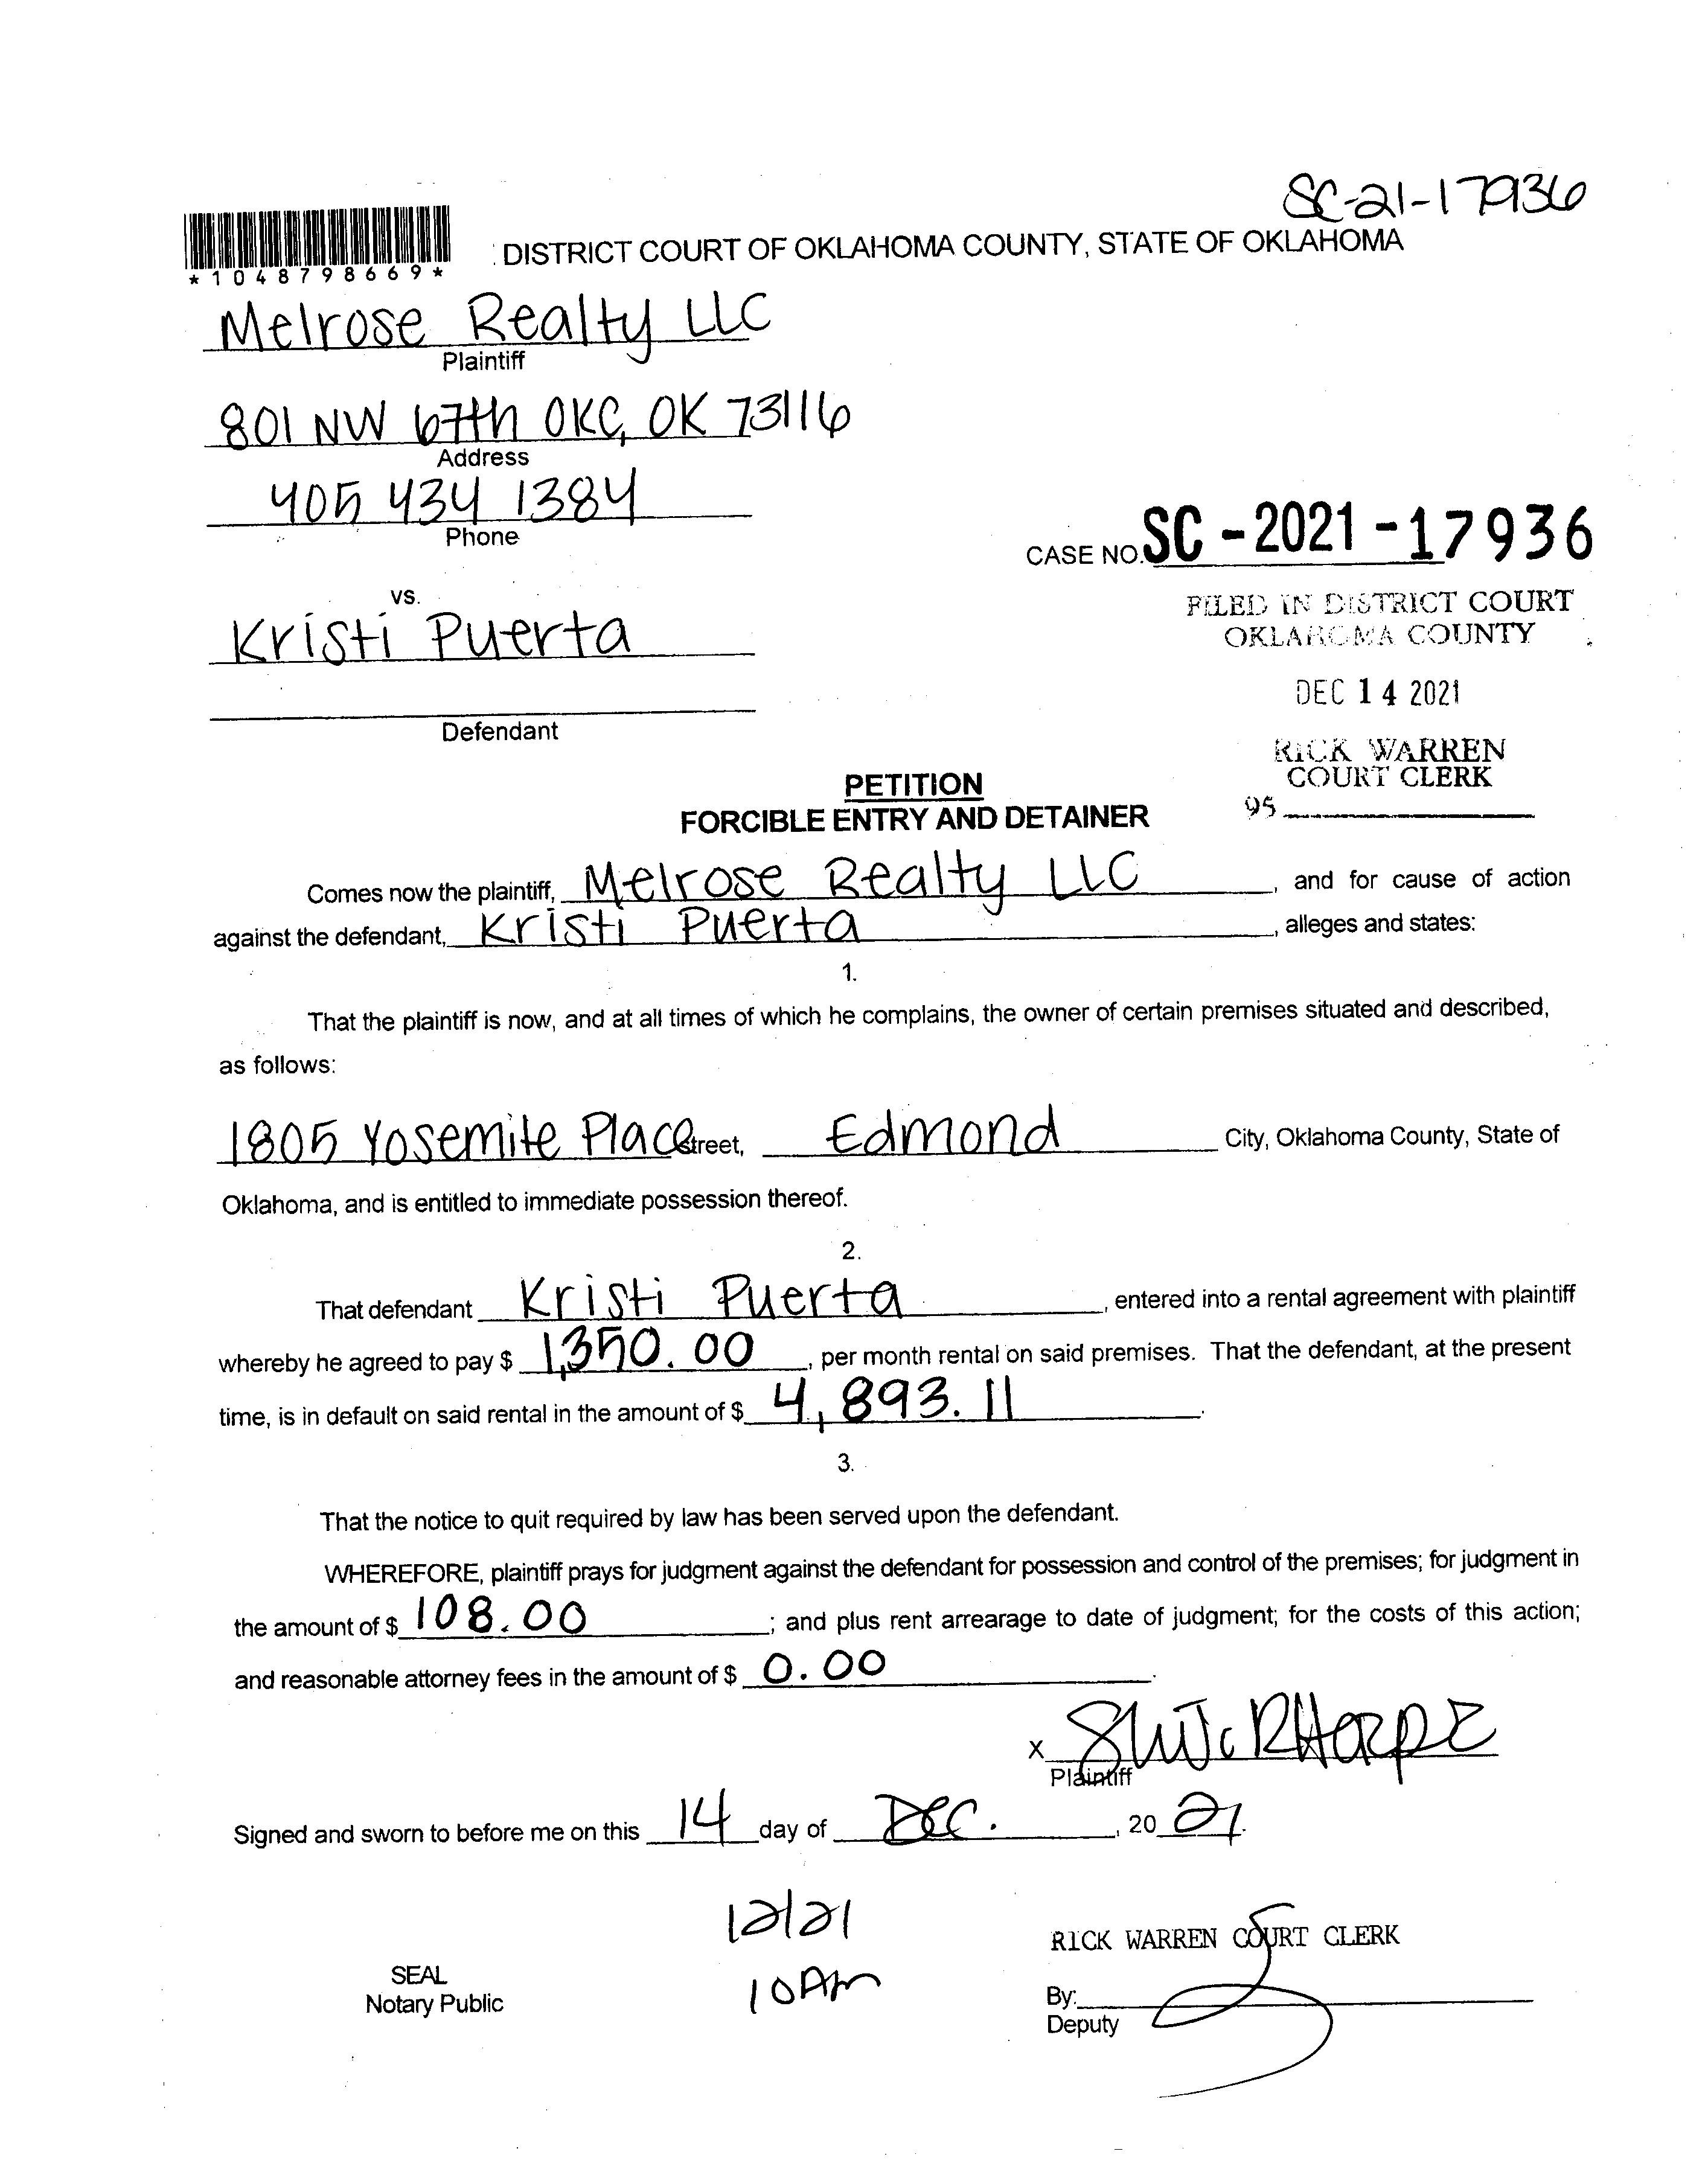 SC-21-17936
*1048798669*
DISTRICT COURT OF OKLAHOMA COUNTY, STATE OF OKLAHOMA
Melrose Realty LLC
Plaintiff
801 NW 67th OKC, OK 73116
Address
405 434 1384
Phone
CASE NO. SC-2021-17936
vs.
FILED IN DISTRICT COURT
OKLAHOMA COUNTY
Kristi Puerta
DEC 14 2021
Defendant
RICK WARREN
COURT CLERK
95
PETITION
FORCIBLE ENTRY AND DETAINER
Comes now the plaintiff, Melrose Realty LLC, and for cause of action
against the defendant, Kristi Puerta, alleges and states:
1.
That the plaintiff is now, and at all times of which he complains, the owner of certain premises situated and described,
as follows:
1805 Yosemite Place Street, Edmond City, Oklahoma County, State of
Oklahoma, and is entitled to immediate possession thereof.
2.
That defendant Kristi Puerta, entered into a rental agreement with plaintiff
whereby he agreed to pay $ 1,350.00, per month rental on said premises. That the defendant, at the present
time, is in default on said rental in the amount of $ 4,893.11.
3.
That the notice to quit required by law has been served upon the defendant.
WHEREFORE, plaintiff prays for judgment against the defendant for possession and control of the premises; for judgment in
the amount of $ 108.00; and plus rent arrearage to date of judgment; for the costs of this action;
and reasonable attorney fees in the amount of $ 0.00.
X
Plaintiff
Signed and sworn to before me on this 14 day of Dec., 20 21.
12/21
10AM
RICK WARREN COURT CLERK
SEAL
Notary Public
By:
Deputy